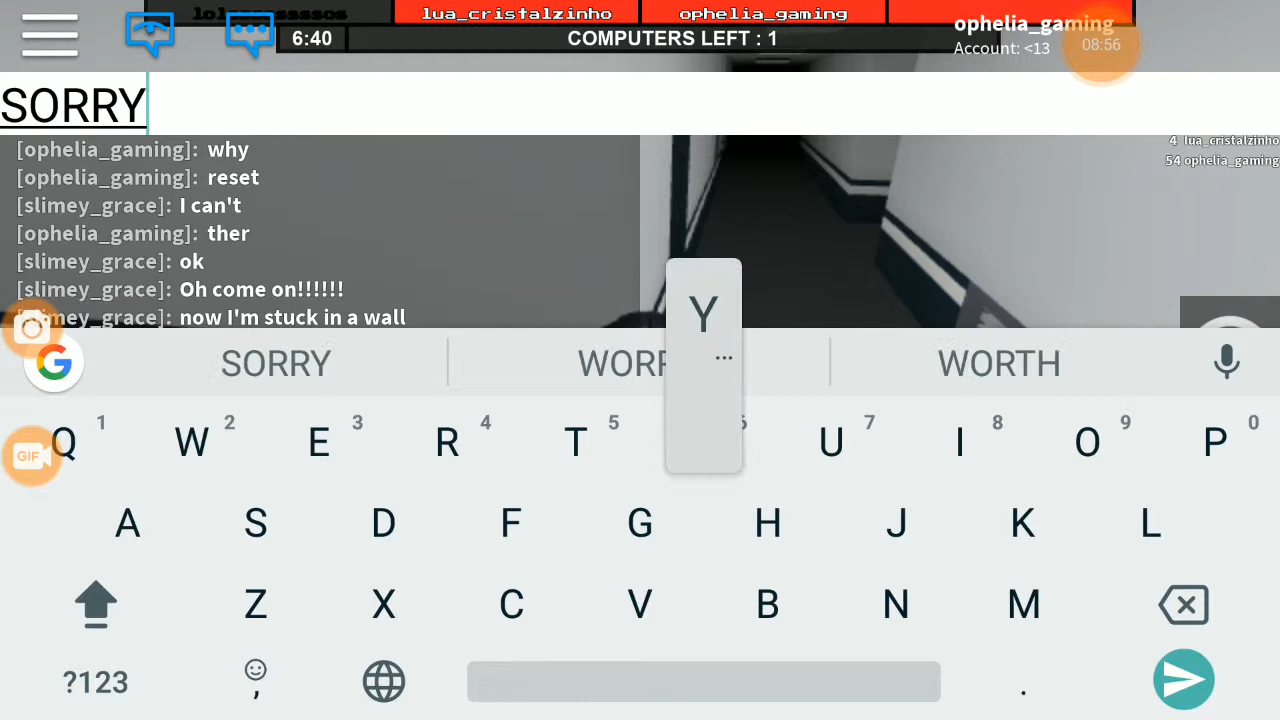 lua_cristalzinho
ophelia_gaming
6:40
COMPUTERS LEFT : 1
ophelia_gaming
Account: <13
08:56
SORRY
4 lua_cristalzinho
54 ophelia_gaming
[ophelia_gaming]: why
[ophelia_gaming]: reset
[slimey_grace]: I can't
[ophelia_gaming]: ther
[slimey_grace]: ok
[slimey_grace]: Oh come on!!!!!!
slimey_grace]: now I'm stuck in a wall
Y
...
G
SORRY
WORTH
Q 1 W 2 E 3 R 4 T 5 6 U 7 I 8 O 9 P 0
GIF
A S D F G H J K L
Z X C V B N M
?123 , .